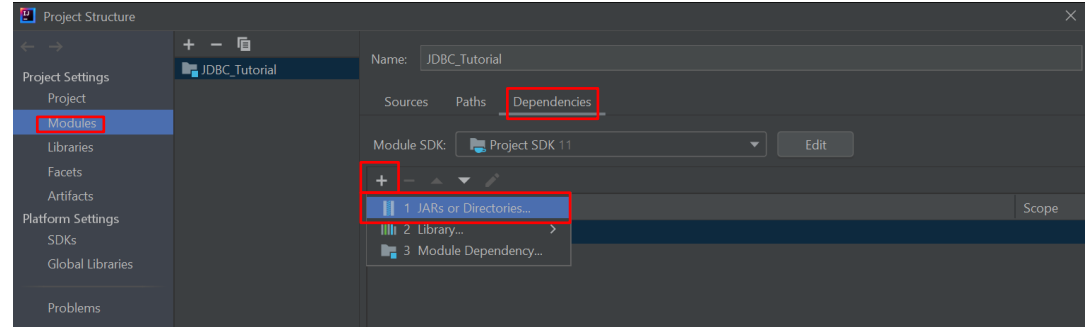 Project Structure
Name: JDBC_Tutorial
JDBC_Tutorial
Project Settings
Project
Modules
Libraries
Facets
Artifacts
Platform Settings
SDKs
Global Libraries
Problems
Sources Paths Dependencies
Module SDK: Project SDK 11 Edit
Scope
1 JARs or Directories...
2 Library...
3 Module Dependency...